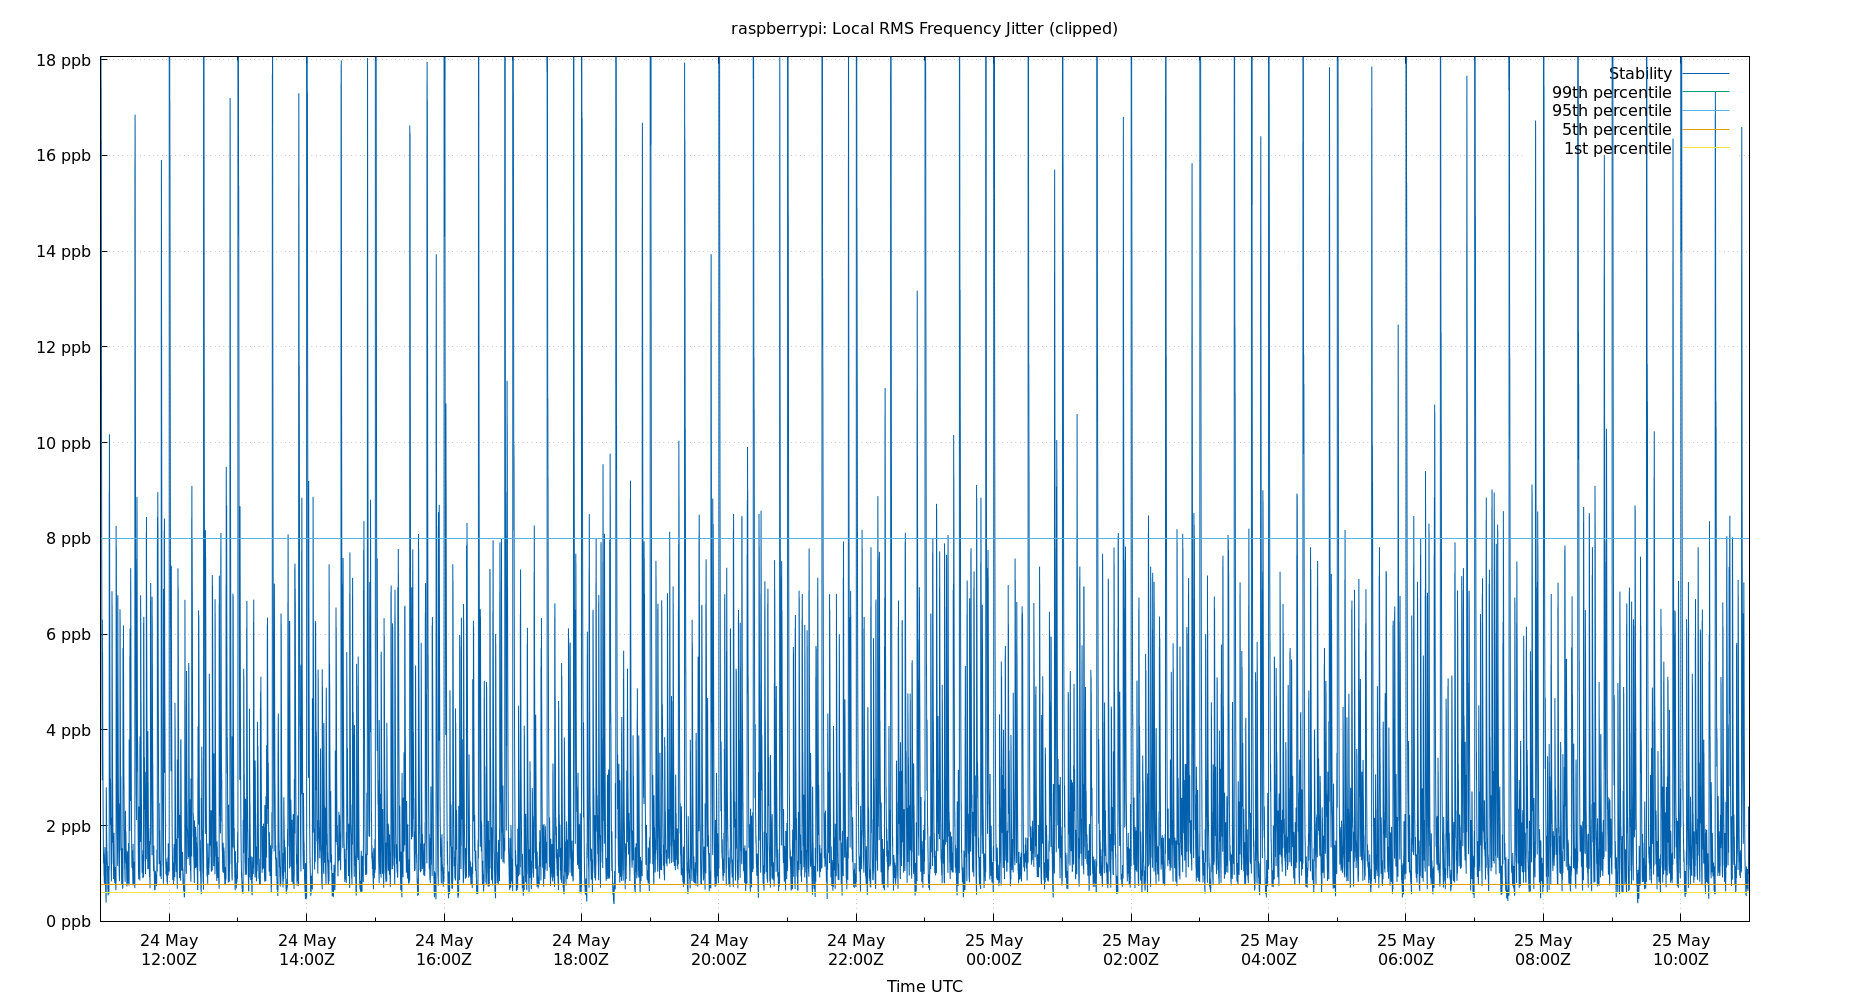 raspberrypi: Local RMS Frequency Jitter (clipped)
18 ppb
16 ppb
14 ppb
12 ppb
10 ppb
8 ppb
6 ppb
4 ppb
2 ppb
0 ppb
Stability
99th percentile
95th percentile
5th percentile
1st percentile
24 May 24 May 24 May 24 May 24 May 24 May 25 May 25 May 25 May 25 May 25 May 25 May
12:00Z 14:00Z 16:00Z 18:00Z 20:00Z 22:00Z 00:00Z 02:00Z 04:00Z 06:00Z 08:00Z 10:00Z
Time UTC